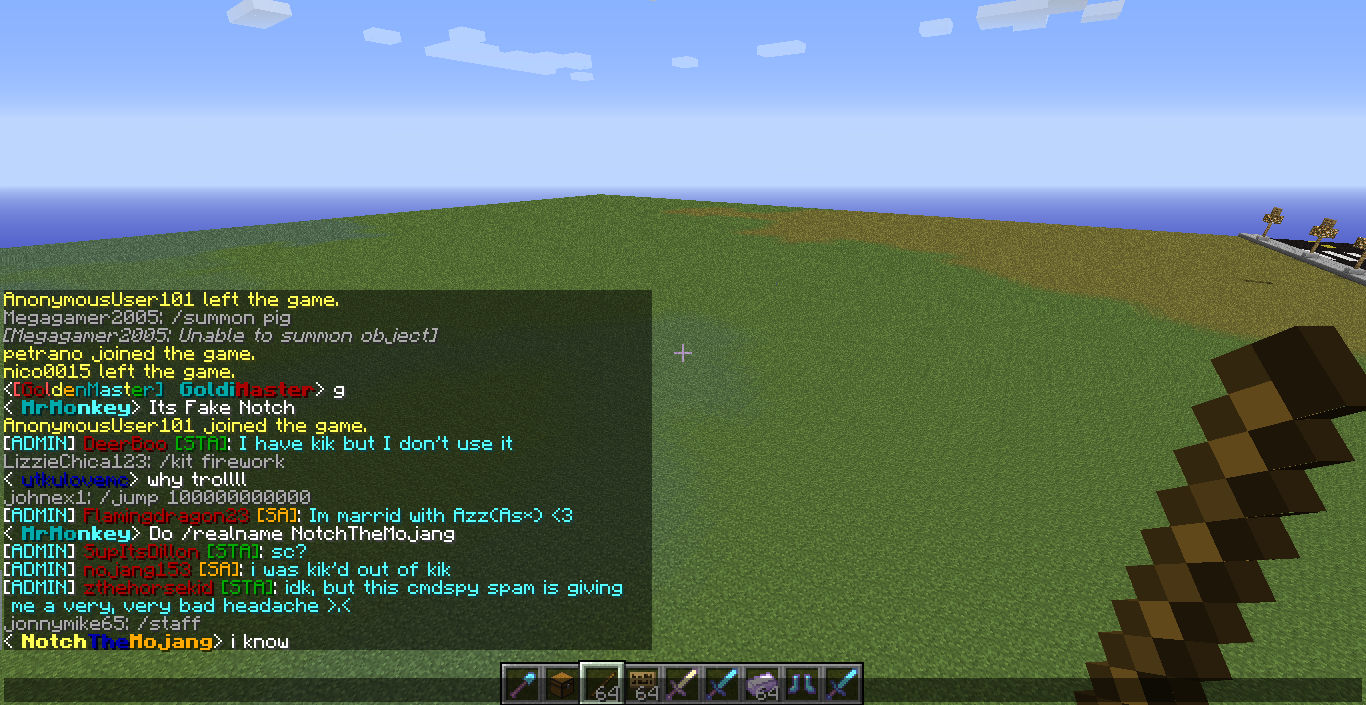 AnonymousUser101 left the game.
Megagamer2005: /summon pig
[Megagamer2005: Unable to summon object]
petrano joined the game.
nico0015 left the game.
<[GoldenMaster] GoldiMaster> g
< MrMonkey> Its Fake Notch
AnonymousUser101 joined the game.
[ADMIN] DeerBoo [STA]: I have kik but I don't use it
LizzieChica123: /kit firework
< utkulovemc> why trollll
johnex1: /jump 100000000000
[ADMIN] Flamingdragon23 [SA]: Im marrid with Azz(As×) <3
< MrMonkey> Do /realname NotchTheMojang
[ADMIN] SupItsDillon [STA]: sc?
[ADMIN] nojang153 [SA]: i was kik'd out of kik
[ADMIN] zthehorsekid [STA]: idk, but this cmdspy spam is giving
me a very, very bad headache >.<
jonnymike65: /staff
< NotchTheMojang> i know
64 64 64